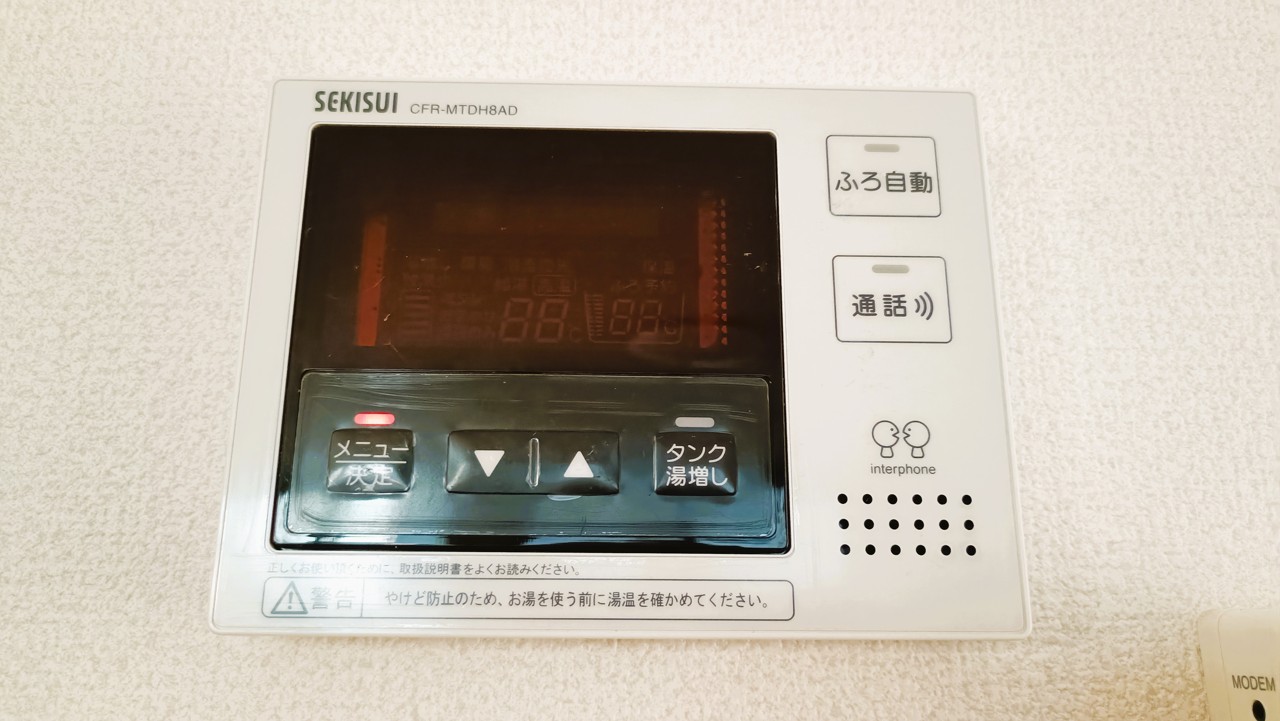 SEKISUI CFR-MTDH8AD
ふろ自動
通話
88℃ 88℃
メニュー
決定
▼ ▲
タンク
湯増し
interphone
正しくお使い頂くために、取扱説明書をよくお読みください。
警告 やけど防止のため、お湯を使う前に湯温を確かめてください。
MODEM